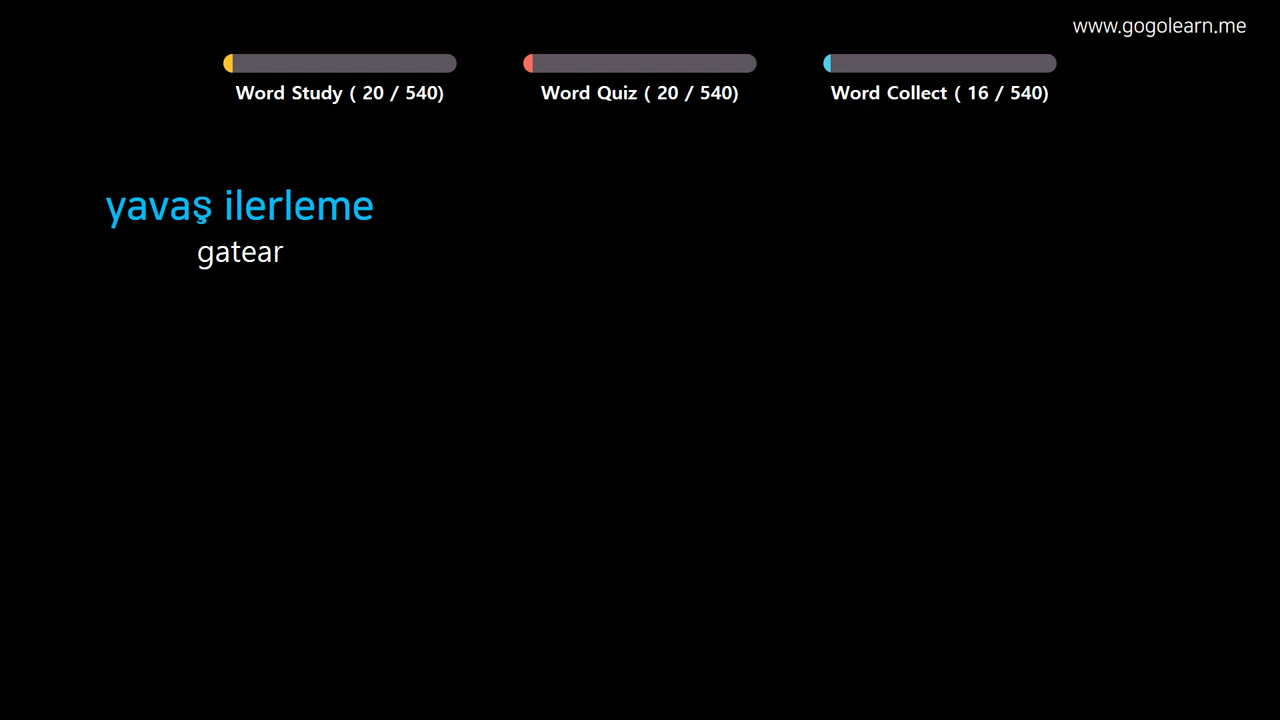 www.gogolearn.me
Word Study ( 20 / 540)
Word Quiz ( 20 / 540)
Word Collect ( 16 / 540)
yavaş ilerleme
gatear